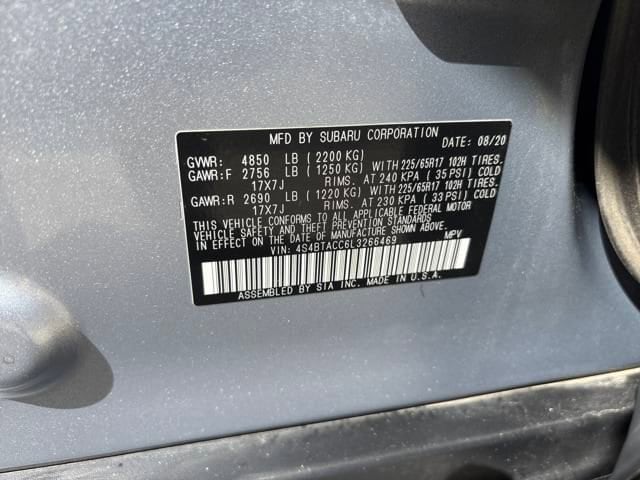 MFD BY SUBARU CORPORATION DATE: 08/20
GVWR: 4850 LB (2200 KG)
GAWR:F 2756 LB (1250 KG) WITH 225/65R17 102H TIRES.
17X7J RIMS. AT 240 KPA (35 PSI) COLD
GAWR:R 2690 LB (1220 KG) WITH 225/65R17 102H TIRES.
17X7J RIMS. AT 230 KPA (33 PSI) COLD
THIS VEHICLE CONFORMS TO ALL APPLICABLE FEDERAL MOTOR
VEHICLE SAFETY AND THEFT PREVENTION STANDARDS
IN EFFECT ON THE DATE OF MANUFACTURE SHOWN ABOVE.
VIN: 4S4BTACC6L3266469 MPV
ASSEMBLED BY SIA INC. MADE IN U.S.A.